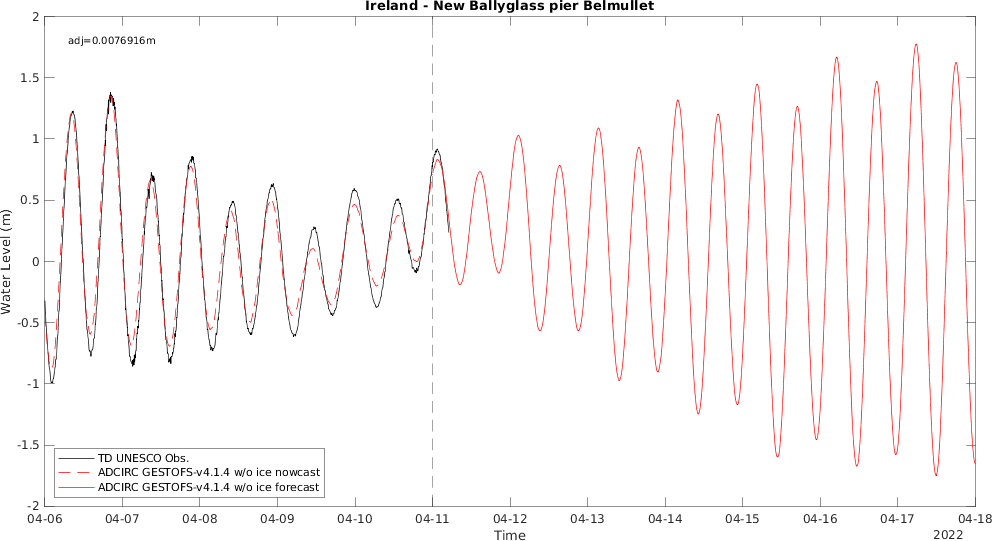 Ireland - New Ballyglass pier Belmullet
adj=0.0076916m
Water Level (m)
2
1.5
1
0.5
0
-0.5
-1
-1.5
-2
TD UNESCO Obs.
ADCIRC GESTOFS-v4.1.4 w/o ice nowcast
ADCIRC GESTOFS-v4.1.4 w/o ice forecast
04-06 04-07 04-08 04-09 04-10 04-11 04-12 04-13 04-14 04-15 04-16 04-17 04-18
Time
2022